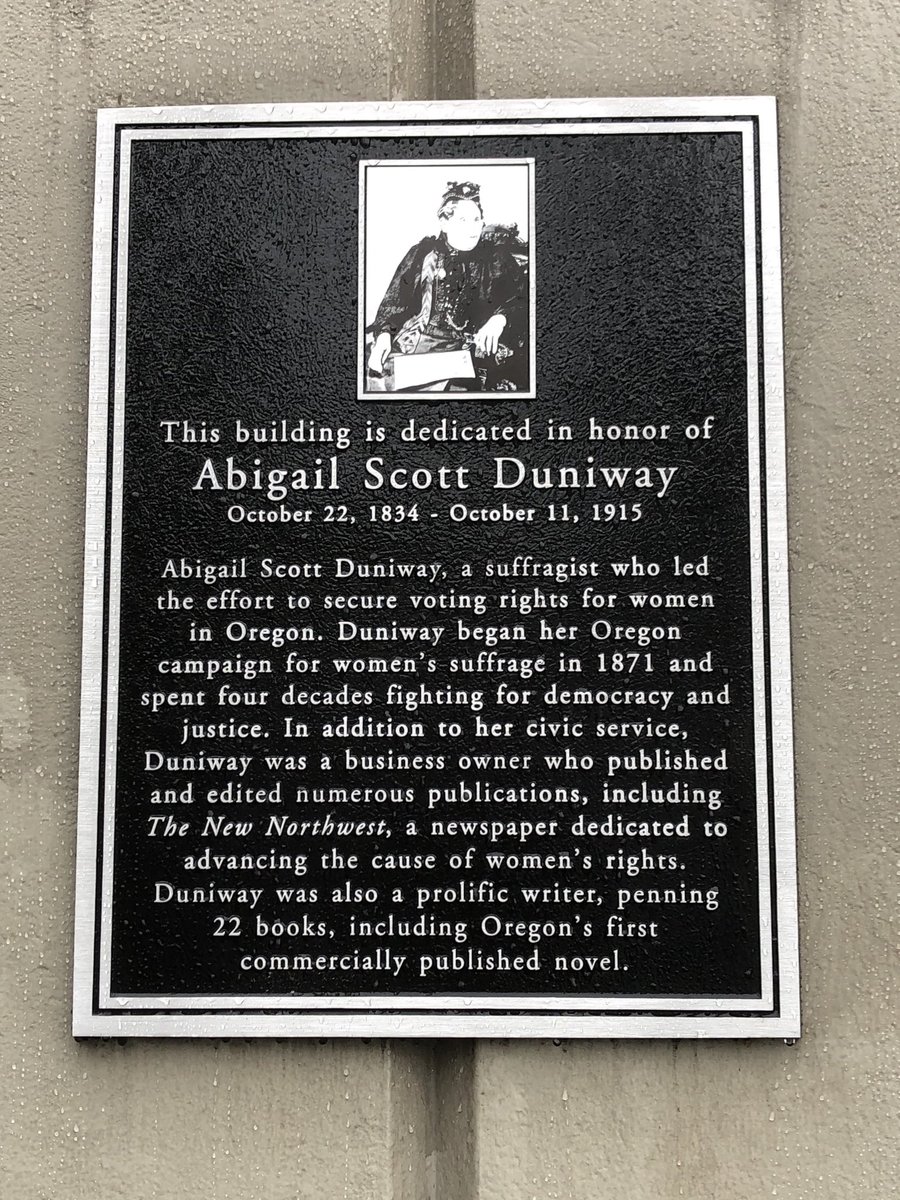 This building is dedicated in honor of
Abigail Scott Duniway
October 22, 1834 - October 11, 1915
Abigail Scott Duniway, a suffragist who led
the effort to secure voting rights for women
in Oregon. Duniway began her Oregon
campaign for women's suffrage in 1871 and
spent four decades fighting for democracy and
justice. In addition to her civic service,
Duniway was a business owner who published
and edited numerous publications, including
The New Northwest, a newspaper dedicated to
advancing the cause of women's rights.
Duniway was also a prolific writer, penning
22 books, including Oregon's first
commercially published novel.